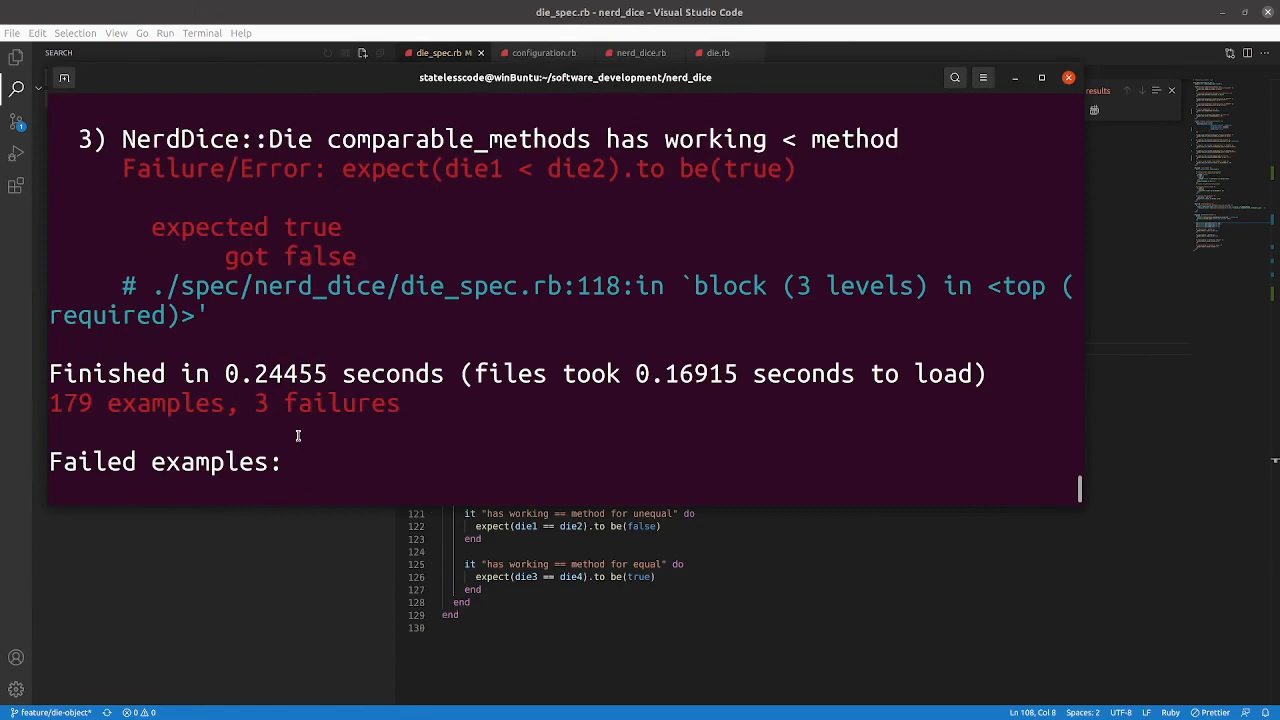 die_spec.rb - nerd_dice - Visual Studio Code
File Edit Selection View Go Run Terminal Help
SEARCH
die_spec.rb M configuration.rb nerd_dice.rb die.rb
statelesscode@winBuntu:~/software_development/nerd_dice
results
3) NerdDice::Die comparable_methods has working < method
Failure/Error: expect(die1 < die2).to be(true)
expected true
got false
# ./spec/nerd_dice/die_spec.rb:118:in `block (3 levels) in <top (
required)>'
Finished in 0.24455 seconds (files took 0.16915 seconds to load)
179 examples, 3 failures
Failed examples:
121 it "has working == method for unequal" do
122 expect(die1 == die2).to be(false)
123 end
124
125 it "has working == method for equal" do
126 expect(die3 == die4).to be(true)
127 end
128 end
129 end
130
feature/die-object* 0 0 Ln 108, Col 8 Spaces: 2 UTF-8 LF Ruby Prettier